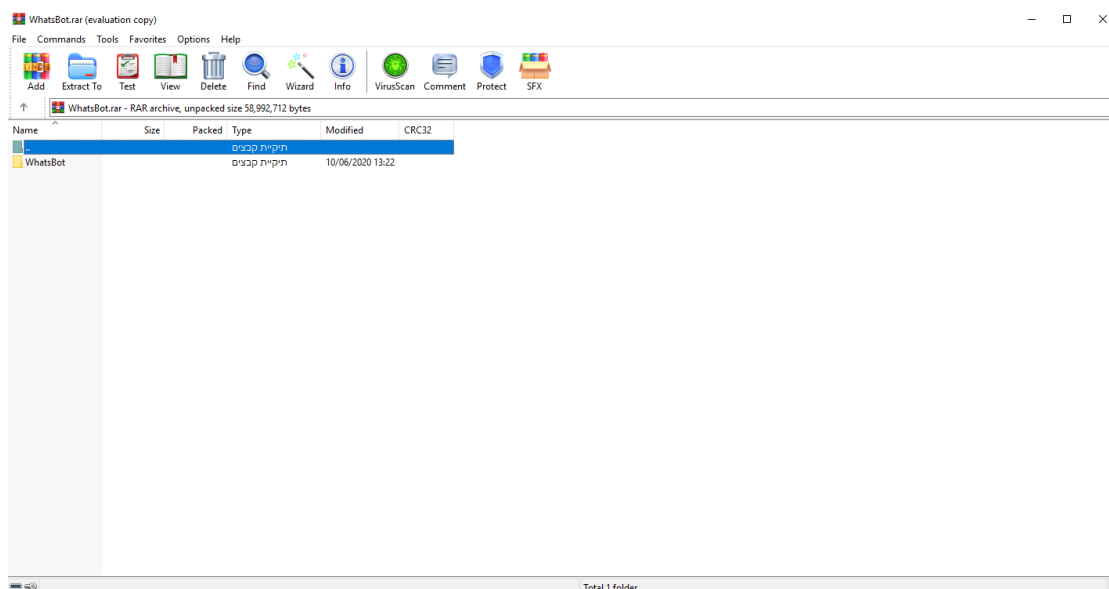 WhatsBot.rar (evaluation copy)
File Commands Tools Favorites Options Help
Add Extract To Test View Delete Find Wizard Info VirusScan Comment Protect SFX
WhatsBot.rar - RAR archive, unpacked size 58,992,712 bytes
Name Size Packed Type Modified CRC32
.. תיקיית קבצים
WhatsBot תיקיית קבצים 10/06/2020 13:22
Total 1 folder